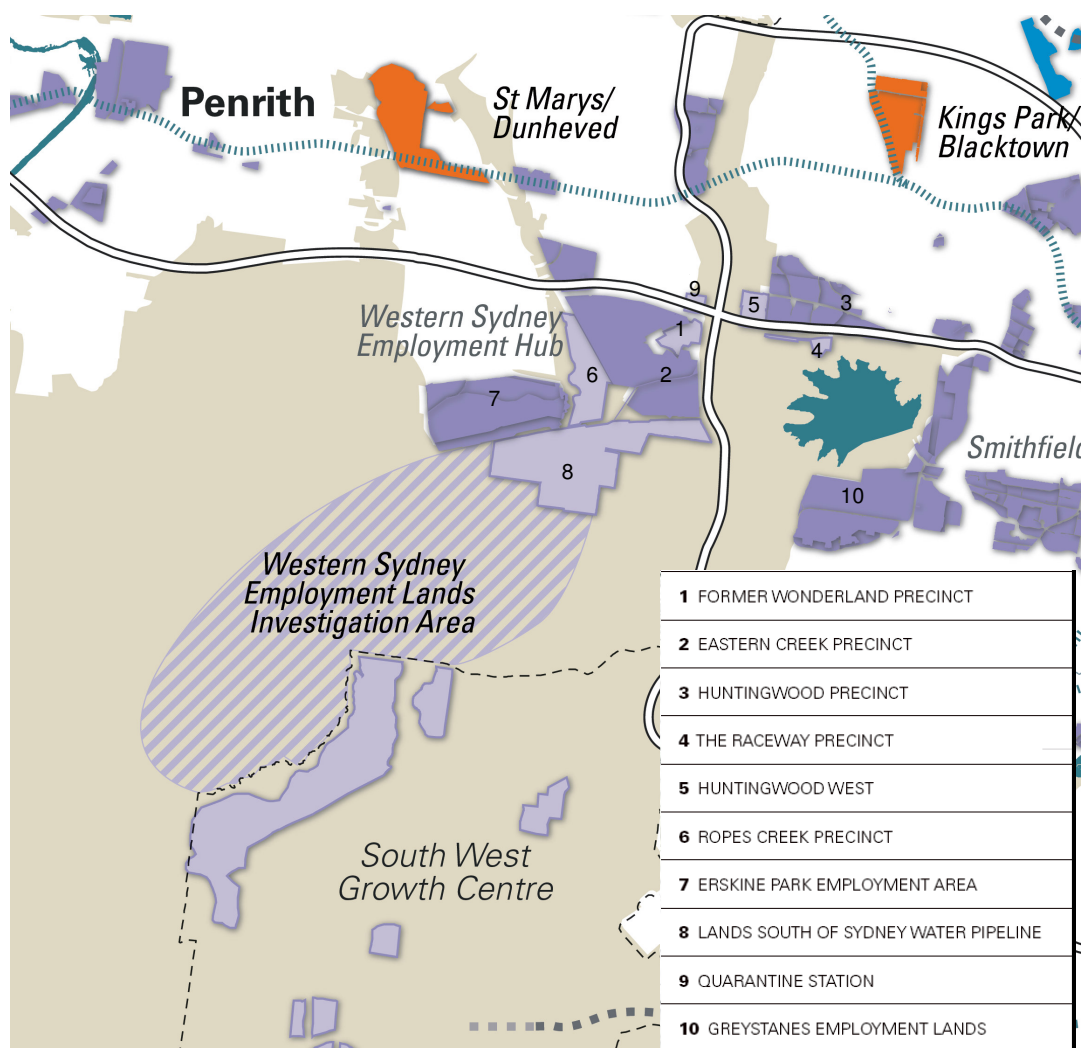 Penrith
St Marys/
Dunheved
Kings Park/
Blacktown
Western Sydney
Employment Hub
9
5
3
1
4
6
2
7
8
10
Smithfield
Western Sydney
Employment Lands
Investigation Area
South West
Growth Centre
1 FORMER WONDERLAND PRECINCT
2 EASTERN CREEK PRECINCT
3 HUNTINGWOOD PRECINCT
4 THE RACEWAY PRECINCT
5 HUNTINGWOOD WEST
6 ROPES CREEK PRECINCT
7 ERSKINE PARK EMPLOYMENT AREA
8 LANDS SOUTH OF SYDNEY WATER PIPELINE
9 QUARANTINE STATION
10 GREYSTANES EMPLOYMENT LANDS